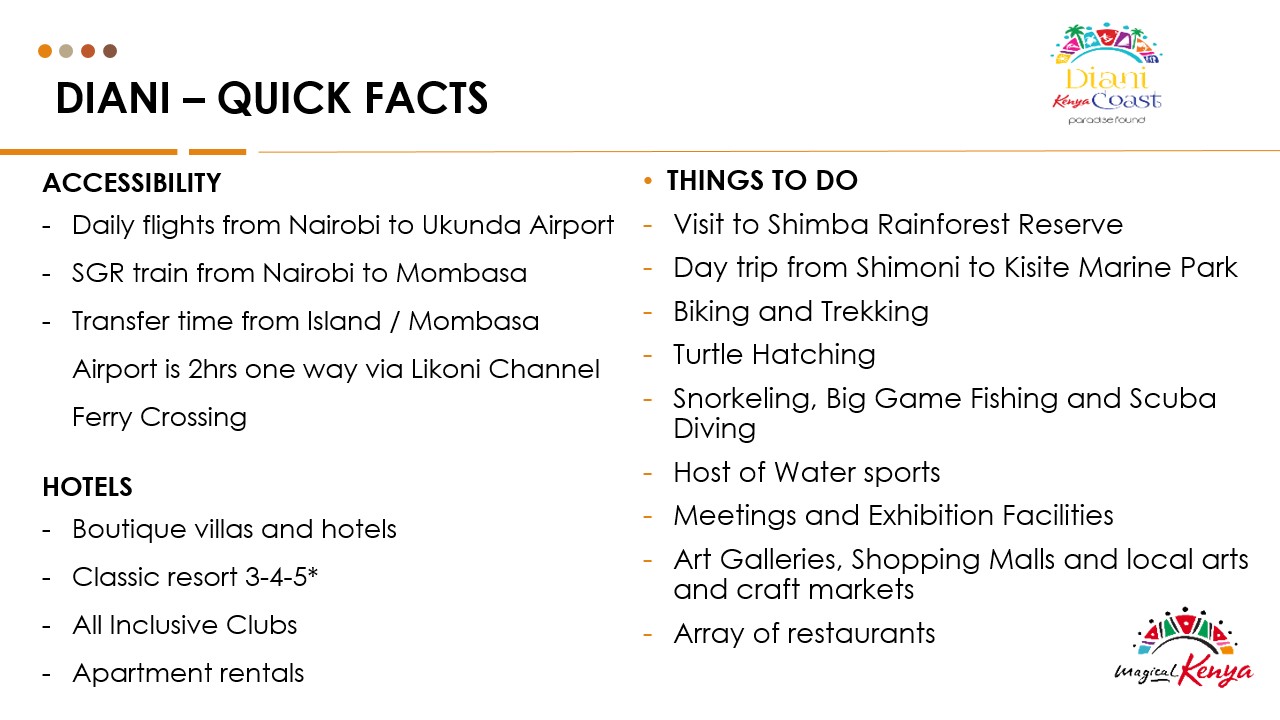 DIANI – QUICK FACTS
Diani
Kenya Coast
paradise found
ACCESSIBILITY
- Daily flights from Nairobi to Ukunda Airport
- SGR train from Nairobi to Mombasa
- Transfer time from Island / Mombasa
Airport is 2hrs one way via Likoni Channel
Ferry Crossing
HOTELS
- Boutique villas and hotels
- Classic resort 3-4-5*
- All Inclusive Clubs
- Apartment rentals
• THINGS TO DO
- Visit to Shimba Rainforest Reserve
- Day trip from Shimoni to Kisite Marine Park
- Biking and Trekking
- Turtle Hatching
- Snorkeling, Big Game Fishing and Scuba
Diving
- Host of Water sports
- Meetings and Exhibition Facilities
- Art Galleries, Shopping Malls and local arts
and craft markets
- Array of restaurants
magical Kenya